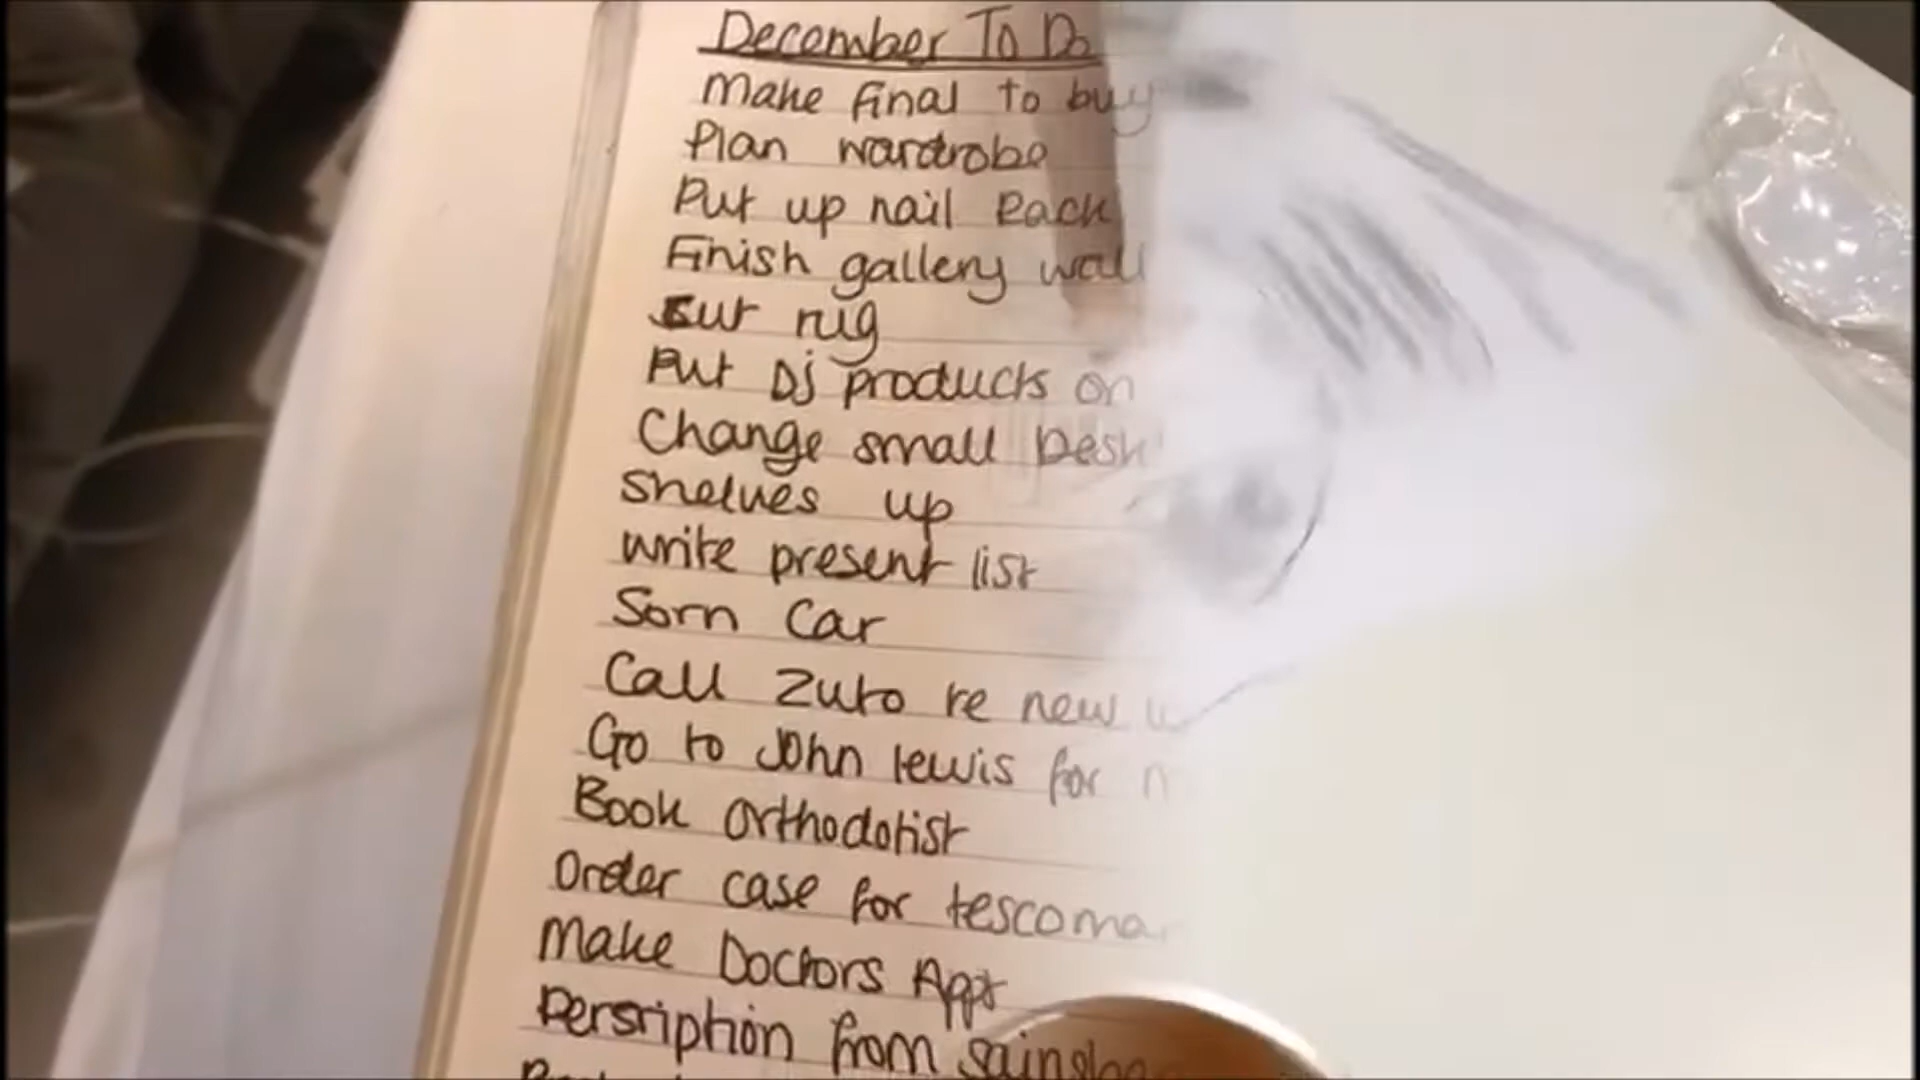 December To Do
Make final to buy
Plan wardrobe
Put up nail Rack
Finish gallery wall
Cut rug
Put Dj products on
Change small Desk
Shelves up
write present list
Sorn Car
Call Zuto re new
Go to John lewis for
Book orthodotist
Order case for
Make Doctors Appt
Persription from